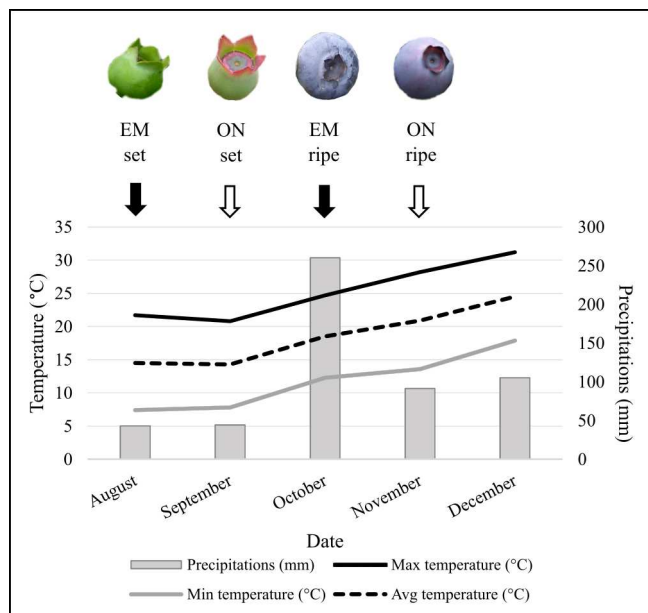 EM ON EM ON
set set ripe ripe
35 300
30 250
25 200
20 150
15 100
10 50
5 0
0
Temperature (°C)
Precipitations (mm)
August September October November December
Date
Precipitations (mm) Max temperature (°C)
Min temperature (°C) Avg temperature (°C)